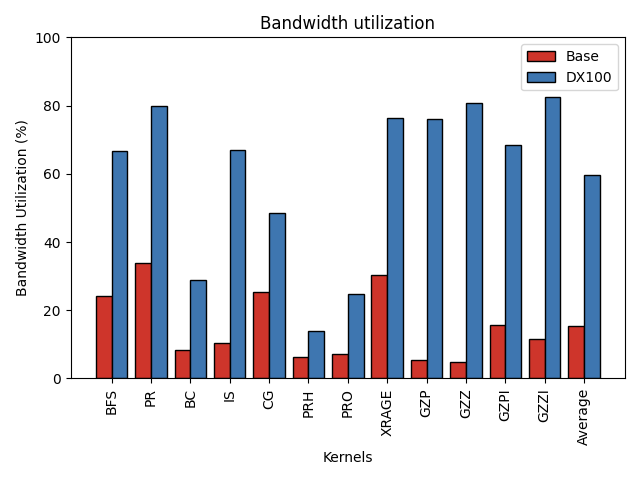 Bandwidth utilization
Bandwidth Utilization (%)
100
80
60
40
20
0
Base
DX100
BFS
PR
BC
IS
CG
PRH
PRO
XRAGE
GZP
GZZ
GZPI
GZZI
Average
Kernels